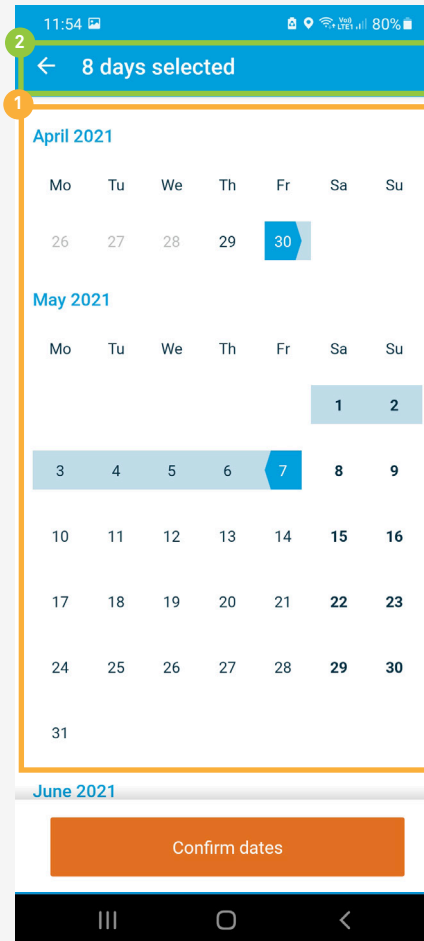 11:54 Vo) LTE1 80%
2
8 days selected
1
April 2021
Mo Tu We Th Fr Sa Su
26 27 28 29 30
May 2021
Mo Tu We Th Fr Sa Su
1 2
3 4 5 6 7 8 9
10 11 12 13 14 15 16
17 18 19 20 21 22 23
24 25 26 27 28 29 30
31
June 2021
Confirm dates